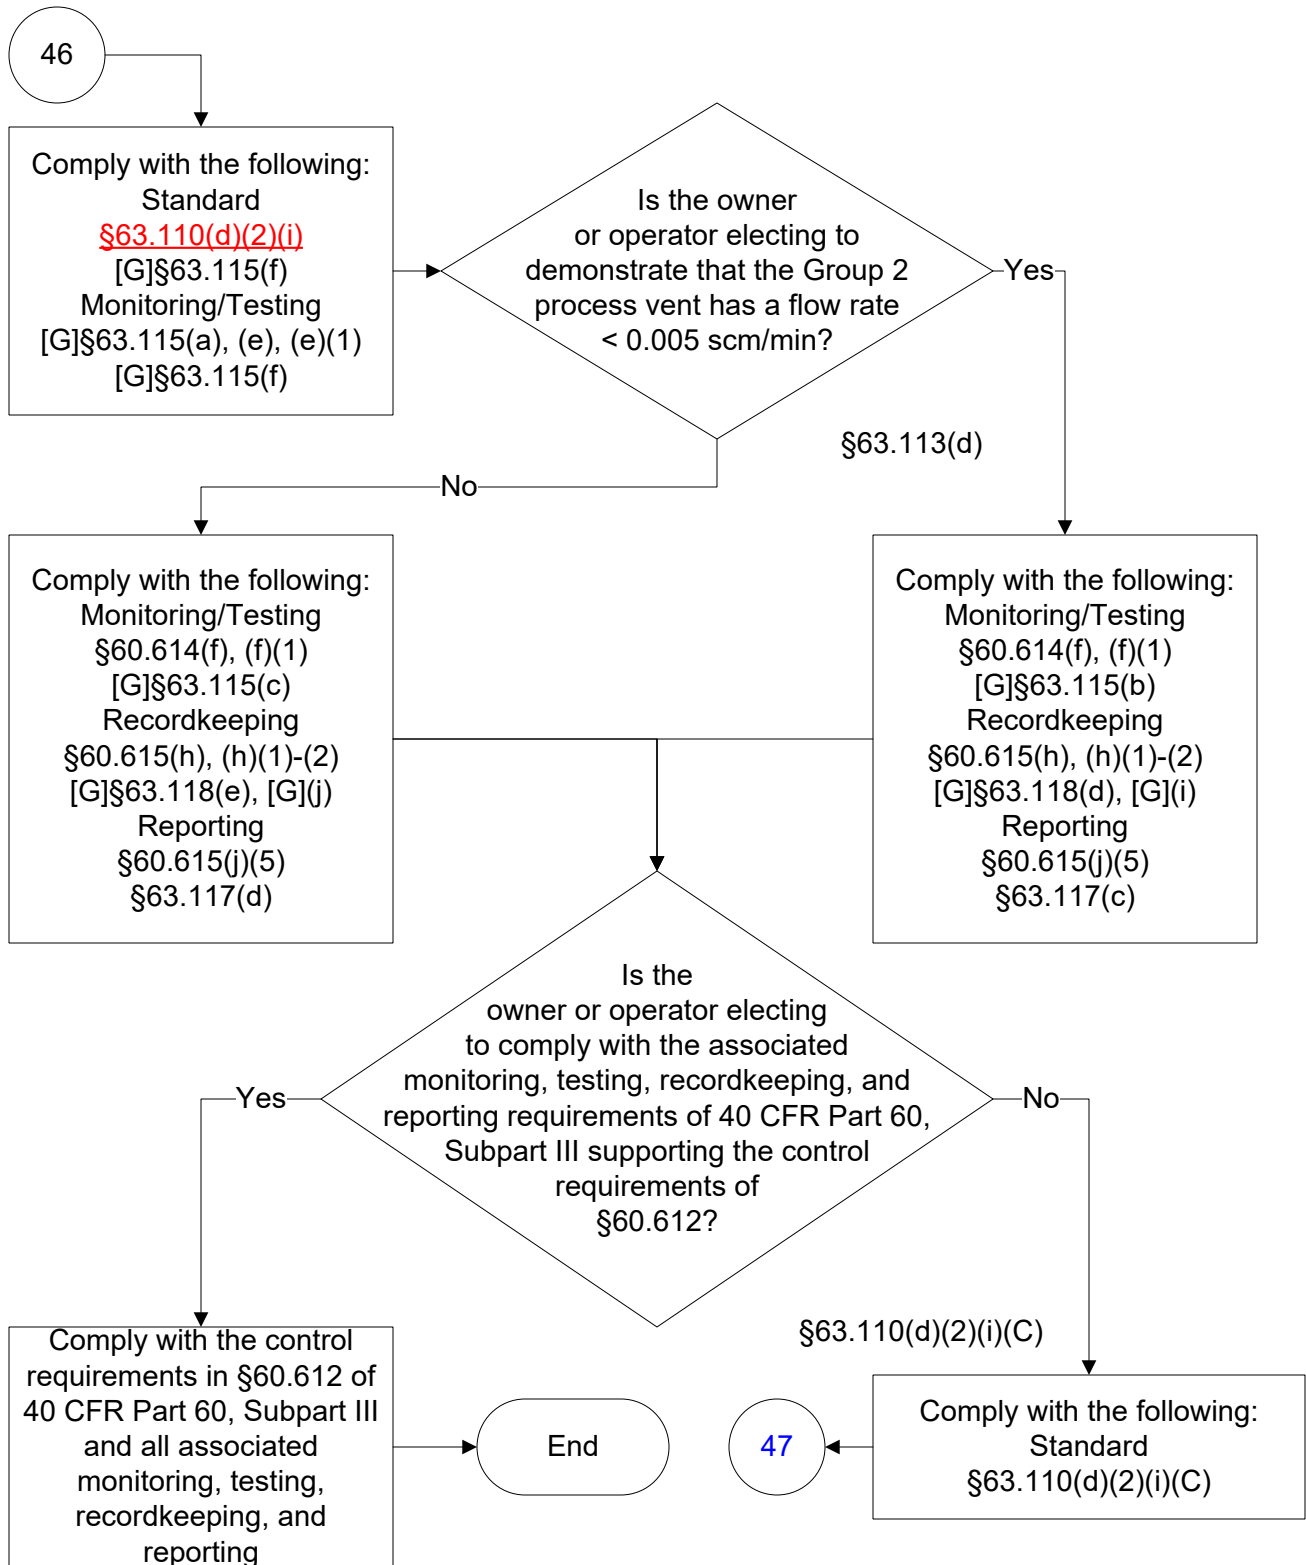 46
Comply with the following:
Standard
§63.110(d)(2)(i)
[G]§63.115(f)
Monitoring/Testing
[G]§63.115(a), (e), (e)(1)
[G]§63.115(f)
Is the owner
or operator electing to
demonstrate that the Group 2
process vent has a flow rate
< 0.005 scm/min?
Yes
§63.113(d)
No
Comply with the following:
Monitoring/Testing
§60.614(f), (f)(1)
[G]§63.115(c)
Recordkeeping
§60.615(h), (h)(1)-(2)
[G]§63.118(e), [G](j)
Reporting
§60.615(j)(5)
§63.117(d)
Comply with the following:
Monitoring/Testing
§60.614(f), (f)(1)
[G]§63.115(b)
Recordkeeping
§60.615(h), (h)(1)-(2)
[G]§63.118(d), [G](i)
Reporting
§60.615(j)(5)
§63.117(c)
Is the
owner or operator electing
to comply with the associated
monitoring, testing, recordkeeping, and
reporting requirements of 40 CFR Part 60,
Subpart III supporting the control
requirements of
§60.612?
Yes
No
§63.110(d)(2)(i)(C)
Comply with the control
requirements in §60.612 of
40 CFR Part 60, Subpart III
and all associated
monitoring, testing,
recordkeeping, and
reporting
End
47
Comply with the following:
Standard
§63.110(d)(2)(i)(C)